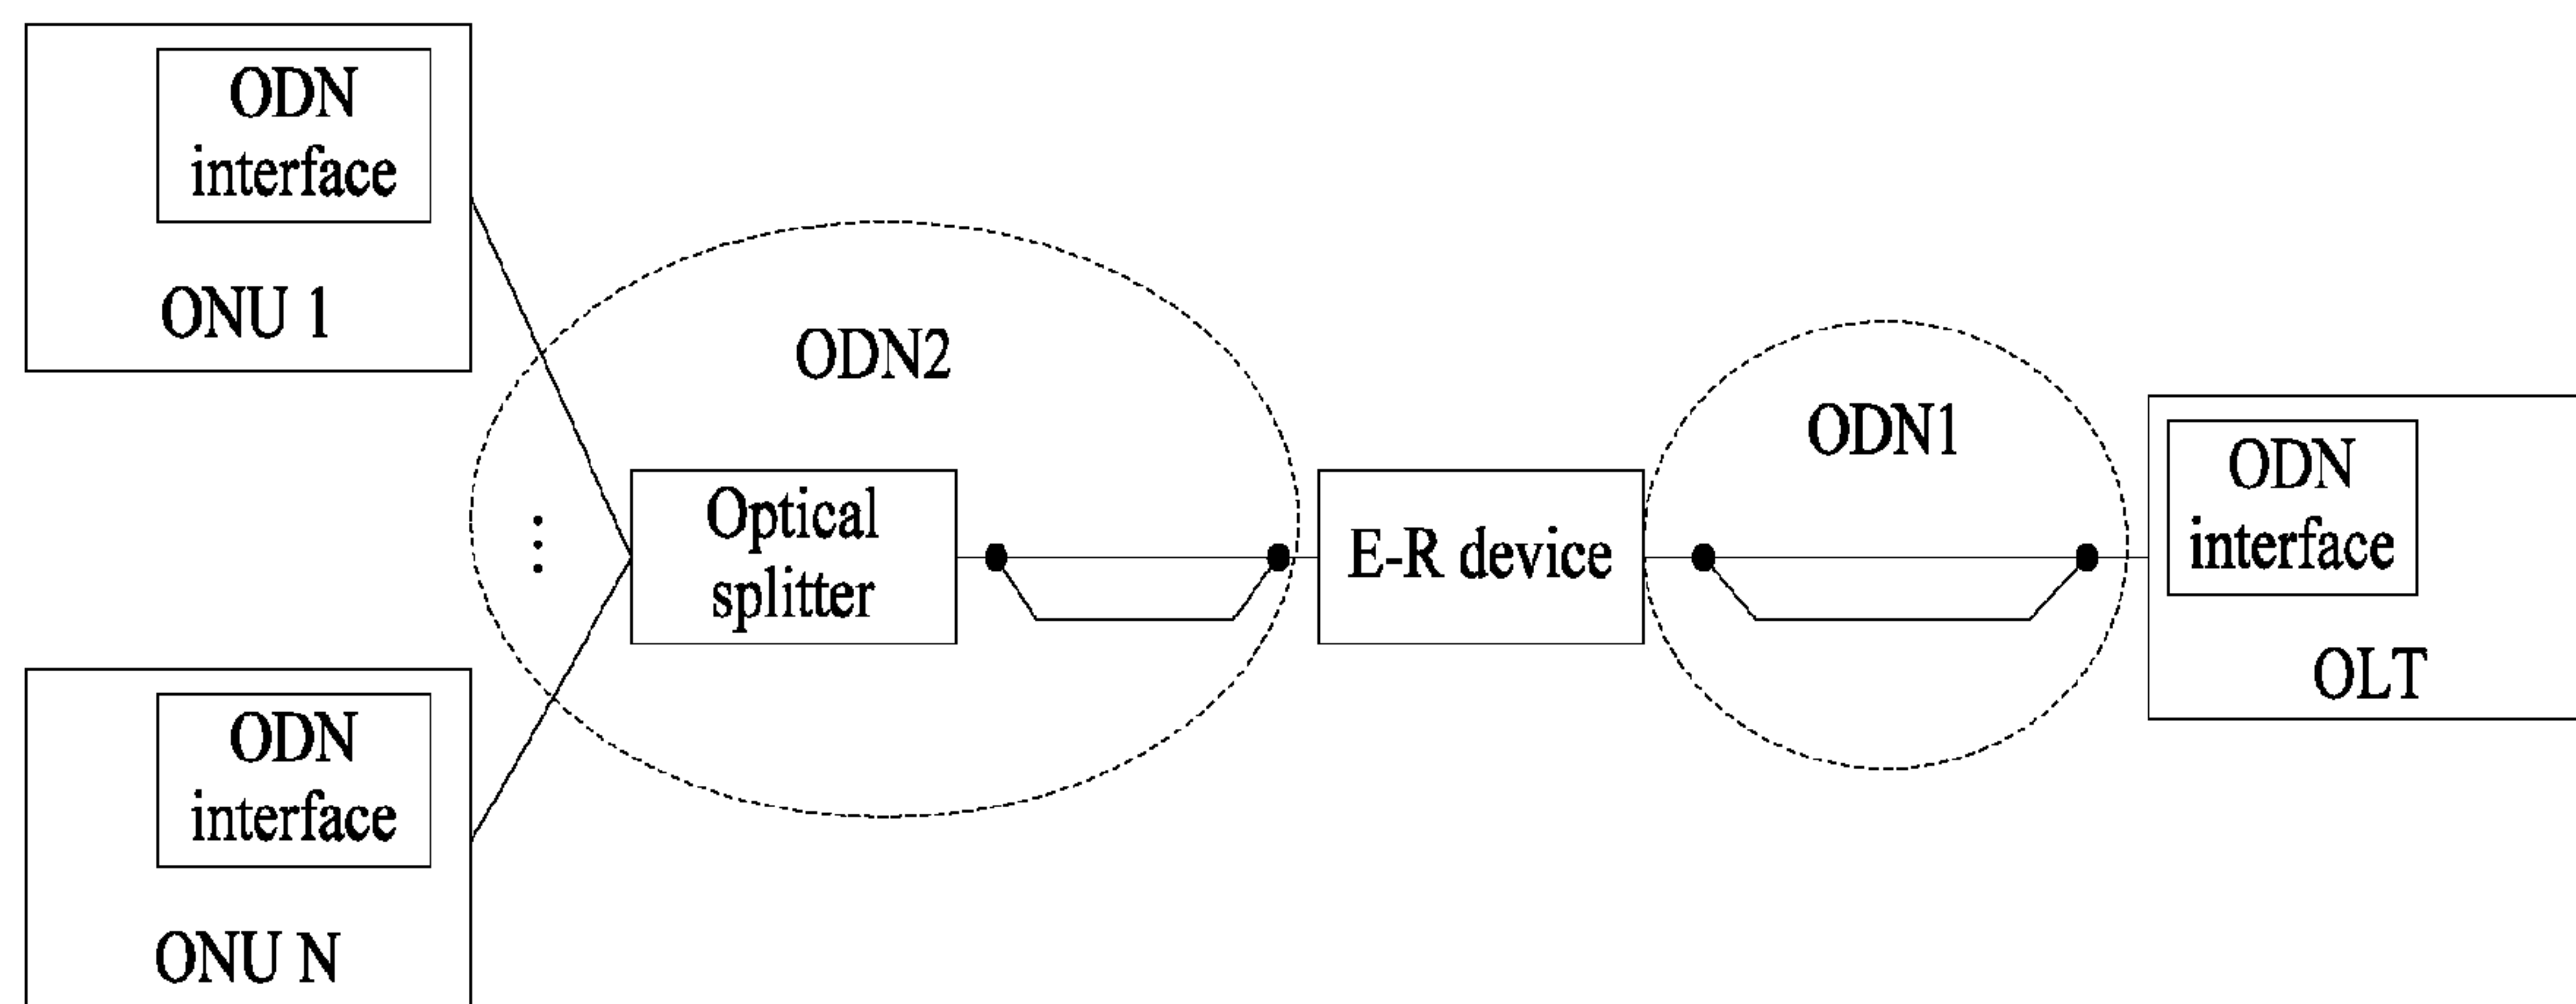 ODN
interface
ONU 1
ODN2
ODN1
Optical
splitter
E-R device
ODN
interface
OLT
ODN
interface
ONU N